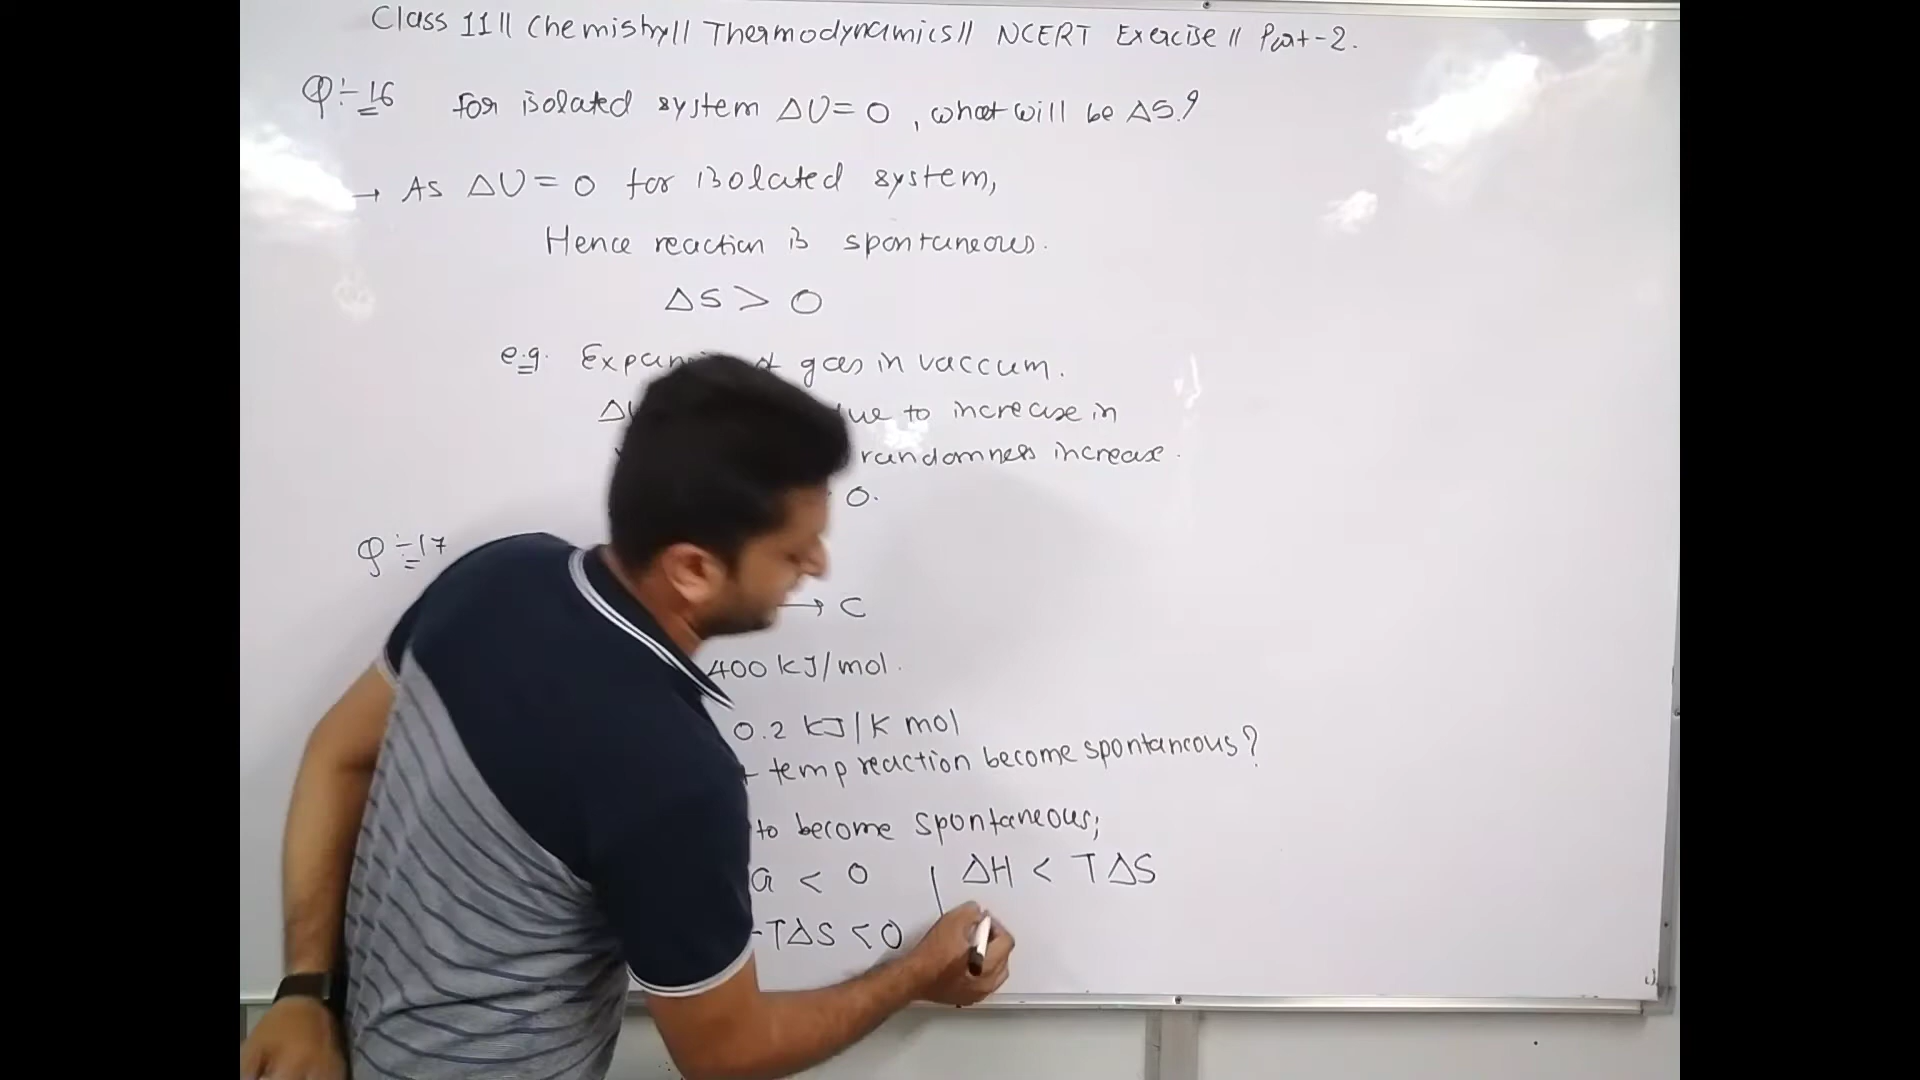 Class 11 || Chemistry || Thermodynamics || NCERT Exercise || Part-2.
Q:-16 For isolated system ΔU = 0, what will be ΔS?
→ As ΔU = 0 for isolated system,
Hence reaction is spontaneous.
ΔS > 0
e.g. gas in vaccum.
to increase in
randomness increase.
0.
Q:-17
→ C
400 KJ/mol.
0.2 KJ/K mol
temp reaction become spontaneous?
to become spontaneous;
G < 0 | ΔH < TΔS
-TΔS < 0